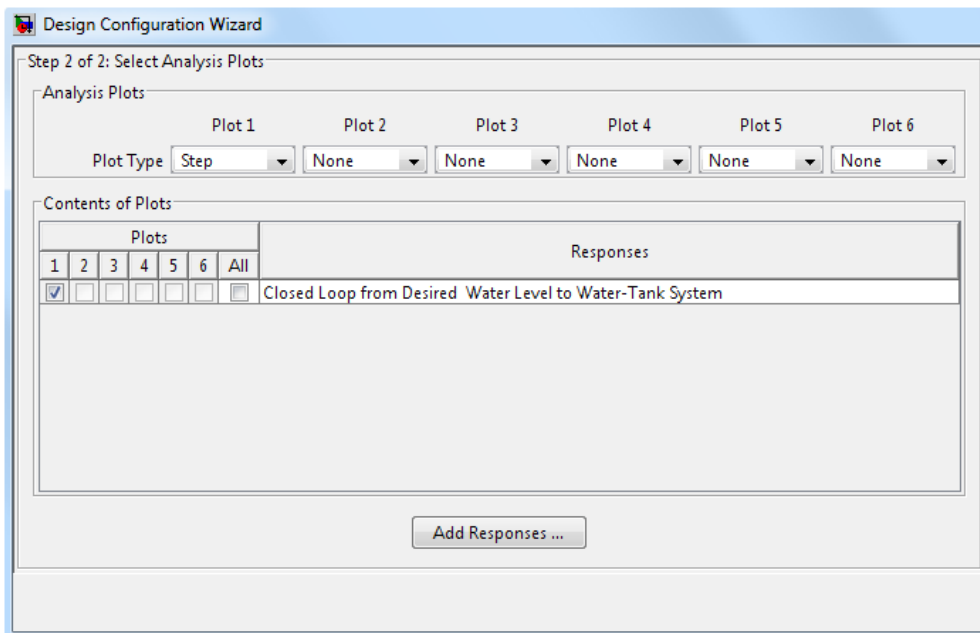 Design Configuration Wizard
Step 2 of 2: Select Analysis Plots
Analysis Plots
Plot 1 Plot 2 Plot 3 Plot 4 Plot 5 Plot 6
Plot Type Step None None None None None
Contents of Plots
Plots
Responses
1 2 3 4 5 6 All
Closed Loop from Desired  Water Level to Water-Tank System
Add Responses ...